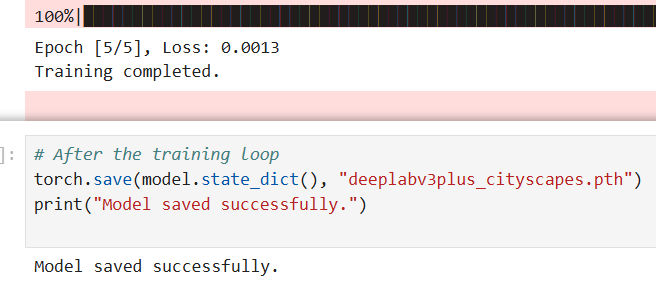 100%|
Epoch [5/5], Loss: 0.0013
Training completed.
]:
# After the training loop
torch.save(model.state_dict(), "deeplabv3plus_cityscapes.pth")
print("Model saved successfully.")
Model saved successfully.